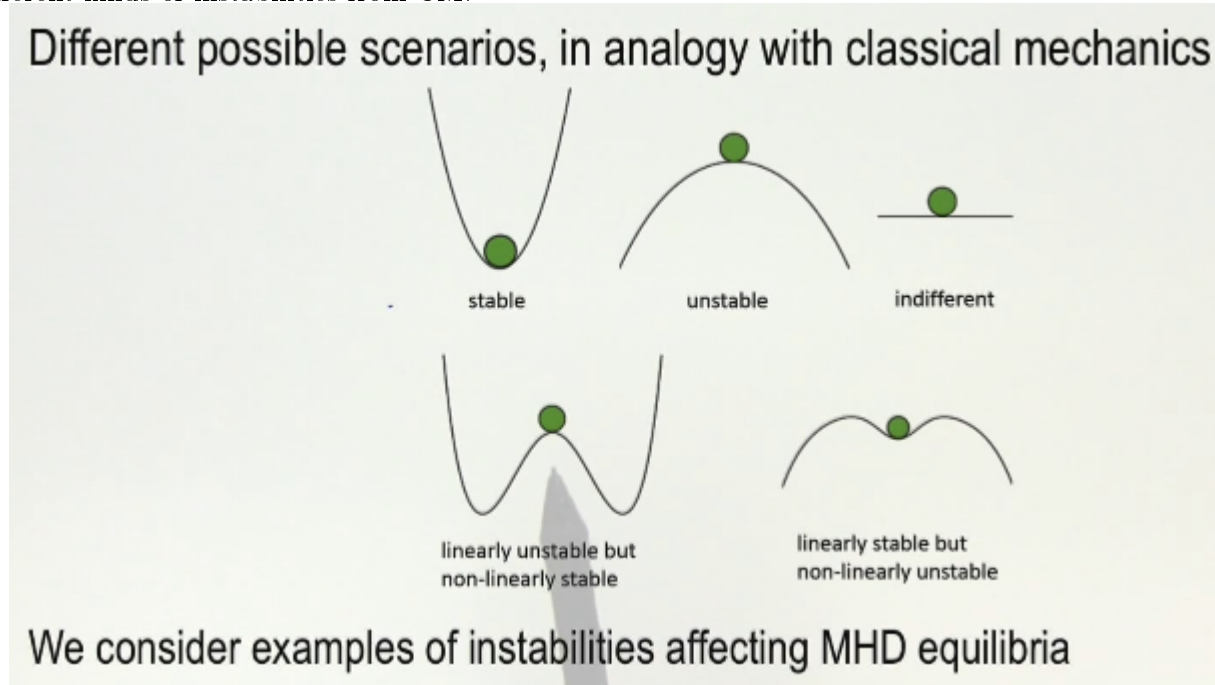 Different possible scenarios, in analogy with classical mechanics
stable
unstable
indifferent
linearly unstable but
non-linearly stable
linearly stable but
non-linearly unstable
We consider examples of instabilities affecting MHD equilibria